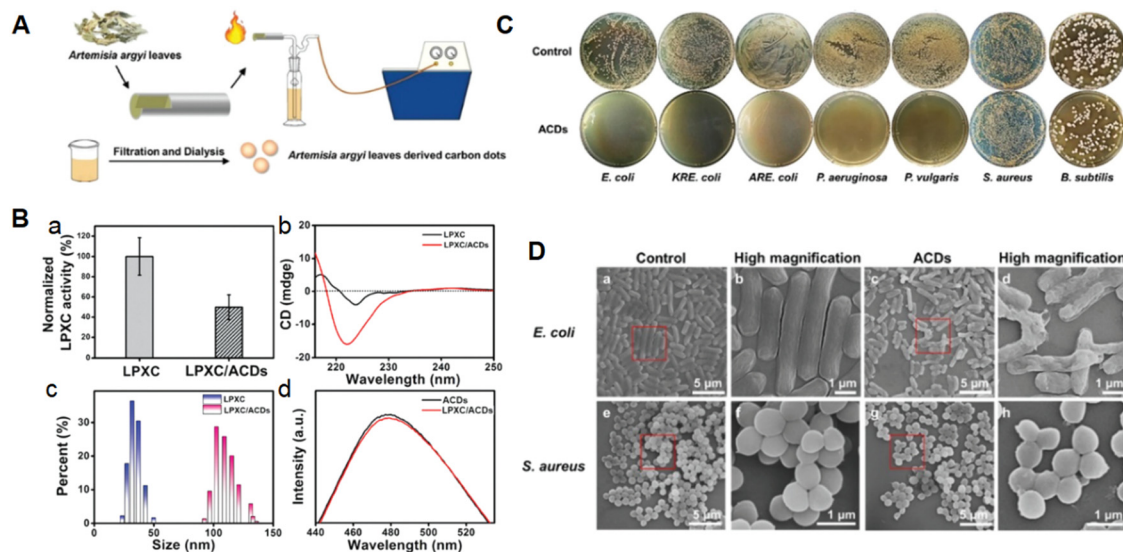 A
Artemisia argyi leaves
Filtration and Dialysis
Artemisia argyi leaves derived carbon dots
B
a
Normalized
LPXC activity (%)
120
100
80
60
40
20
0
LPXC
LPXC/ACDs
b
CD (mdge)
20
10
0
-10
-20
LPXC
LPXC/ACDs
220
230
240
250
Wavelength (nm)
c
Percent (%)
30
20
10
0
LPXC
LPXC/ACDs
0
50
100
150
Size (nm)
d
Intensity (a.u.)
ACDs
LPXC/ACDs
440
460
480
500
520
Wavelength (nm)
C
Control
ACDs
E. coli
KRE. coli
ARE. coli
P. aeruginosa
P. vulgaris
S. aureus
B. subtilis
D
Control
High magnification
ACDs
High magnification
E. coli
a
5 μm
b
1 μm
c
5 μm
d
1 μm
S. aureus
e
5 μm
f
1 μm
g
5 μm
h
1 μm